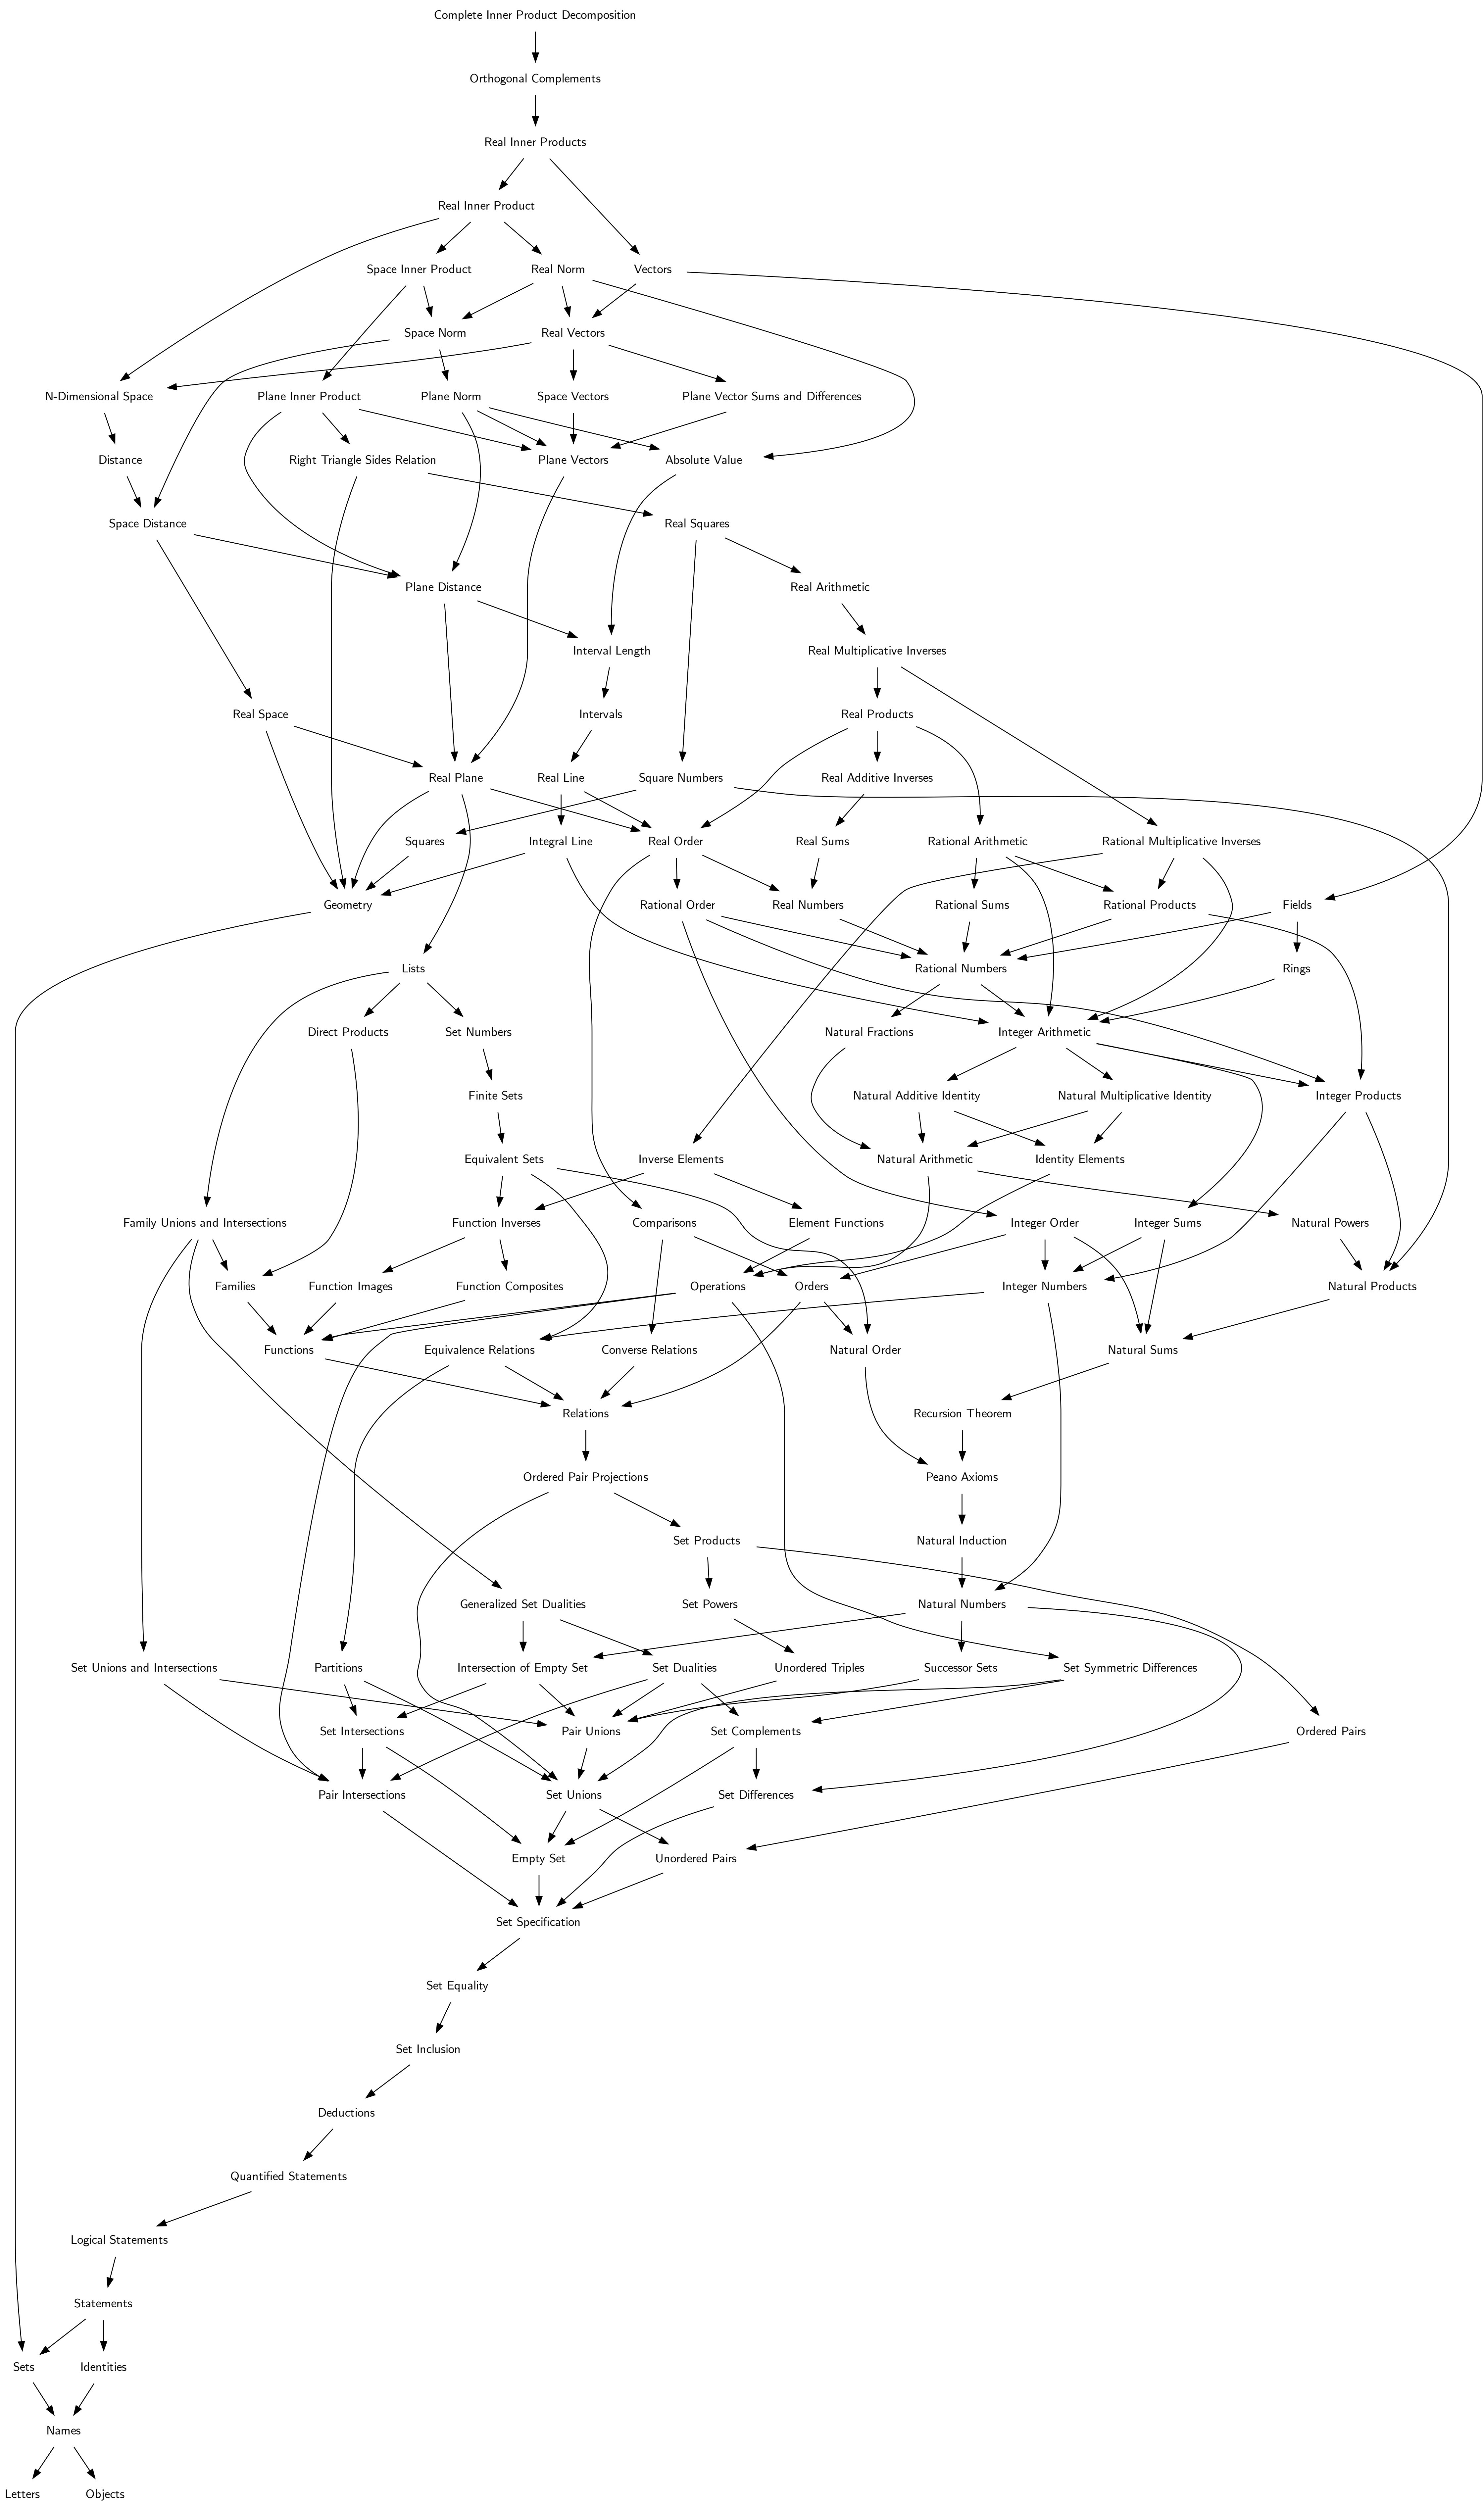 Complete Inner Product Decomposition
Orthogonal Complements
Real Inner Products
Real Inner Product
Space Inner Product
Real Norm
Vectors
Space Norm
Real Vectors
N-Dimensional Space
Plane Inner Product
Plane Norm
Space Vectors
Plane Vector Sums and Differences
Distance
Right Triangle Sides Relation
Plane Vectors
Absolute Value
Space Distance
Real Squares
Plane Distance
Real Arithmetic
Interval Length
Real Multiplicative Inverses
Real Space
Intervals
Real Products
Real Plane
Real Line
Square Numbers
Real Additive Inverses
Squares
Integral Line
Real Order
Real Sums
Rational Arithmetic
Rational Multiplicative Inverses
Geometry
Rational Order
Real Numbers
Rational Sums
Rational Products
Fields
Lists
Rational Numbers
Rings
Direct Products
Set Numbers
Natural Fractions
Integer Arithmetic
Finite Sets
Natural Additive Identity
Natural Multiplicative Identity
Integer Products
Equivalent Sets
Inverse Elements
Natural Arithmetic
Identity Elements
Family Unions and Intersections
Function Inverses
Comparisons
Element Functions
Integer Order
Integer Sums
Natural Powers
Families
Function Images
Function Composites
Operations
Orders
Integer Numbers
Natural Products
Functions
Equivalence Relations
Converse Relations
Natural Order
Natural Sums
Relations
Recursion Theorem
Ordered Pair Projections
Peano Axioms
Set Products
Natural Induction
Generalized Set Dualities
Set Powers
Natural Numbers
Set Unions and Intersections
Partitions
Intersection of Empty Set
Set Dualities
Unordered Triples
Successor Sets
Set Symmetric Differences
Set Intersections
Pair Unions
Set Complements
Ordered Pairs
Pair Intersections
Set Unions
Set Differences
Empty Set
Unordered Pairs
Set Specification
Set Equality
Set Inclusion
Deductions
Quantified Statements
Logical Statements
Statements
Sets
Identities
Names
Letters
Objects